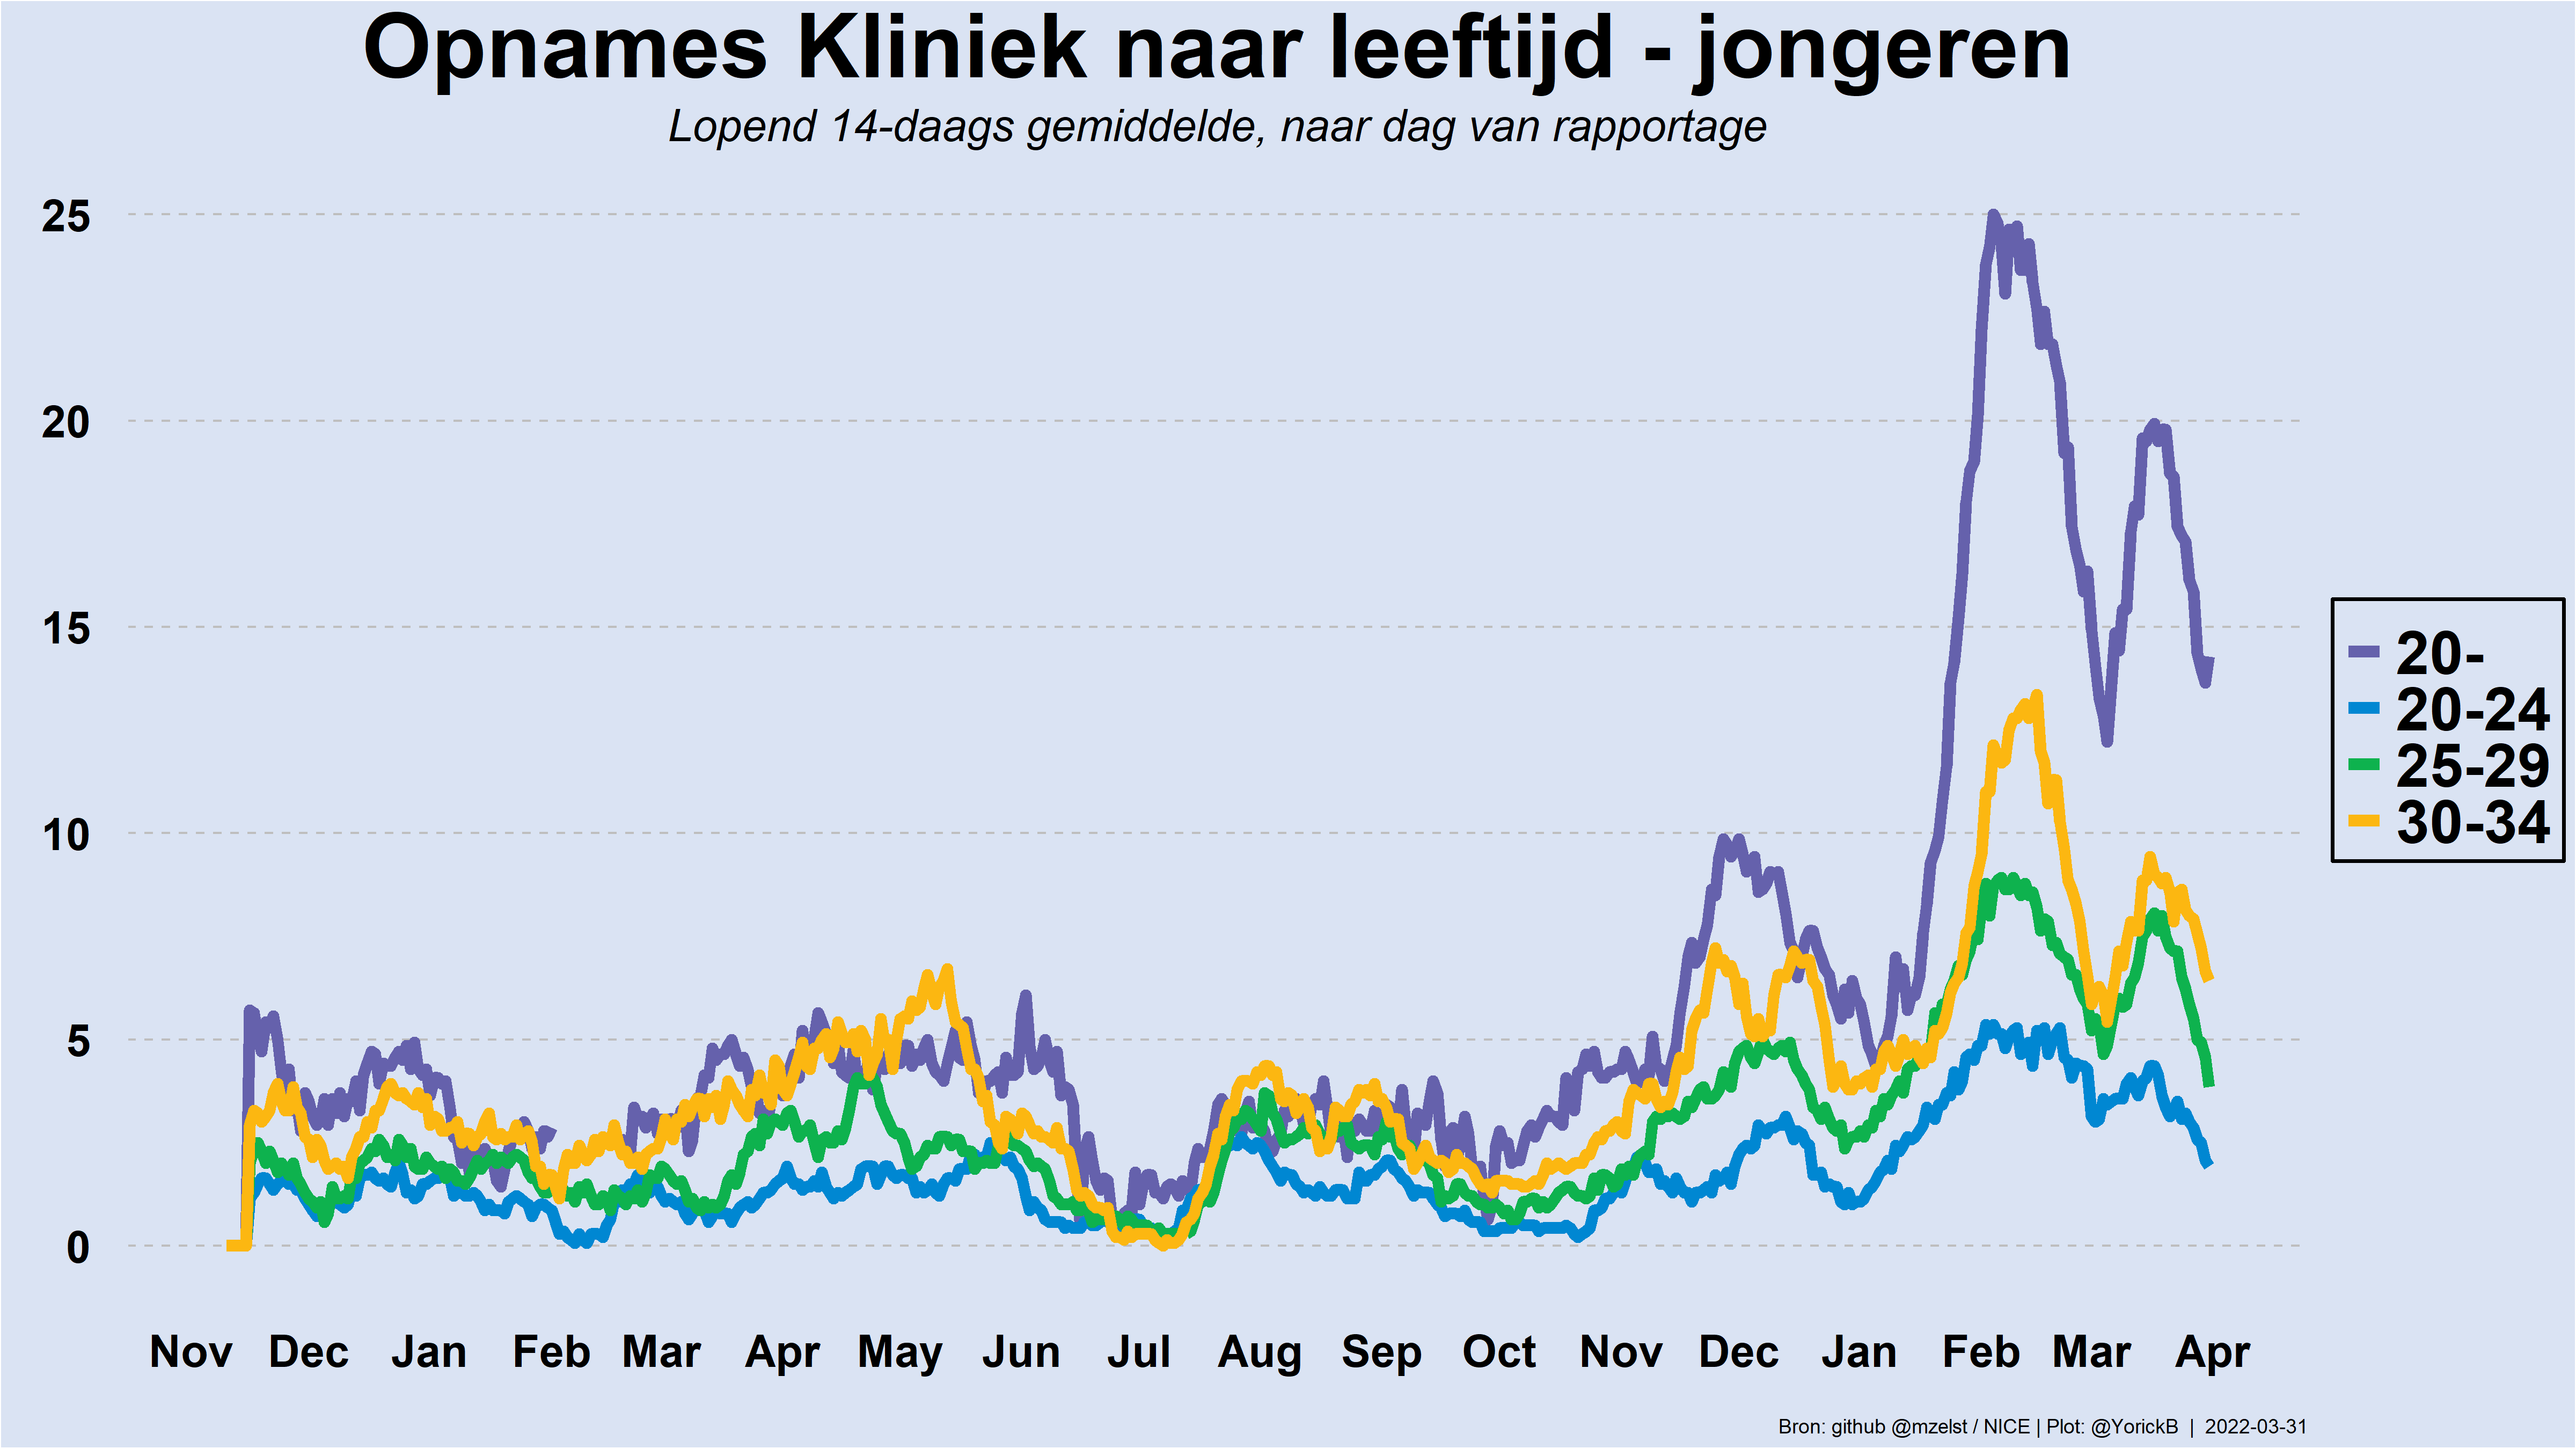 Opnames Kliniek naar leeftijd - jongeren
Lopend 14-daags gemiddelde, naar dag van rapportage
25
20
15
10
5
0
20-
20-24
25-29
30-34
Nov Dec Jan Feb Mar Apr May Jun Jul Aug Sep Oct Nov Dec Jan Feb Mar Apr
Bron: github @mzelst / NICE | Plot: @YorickB | 2022-03-31